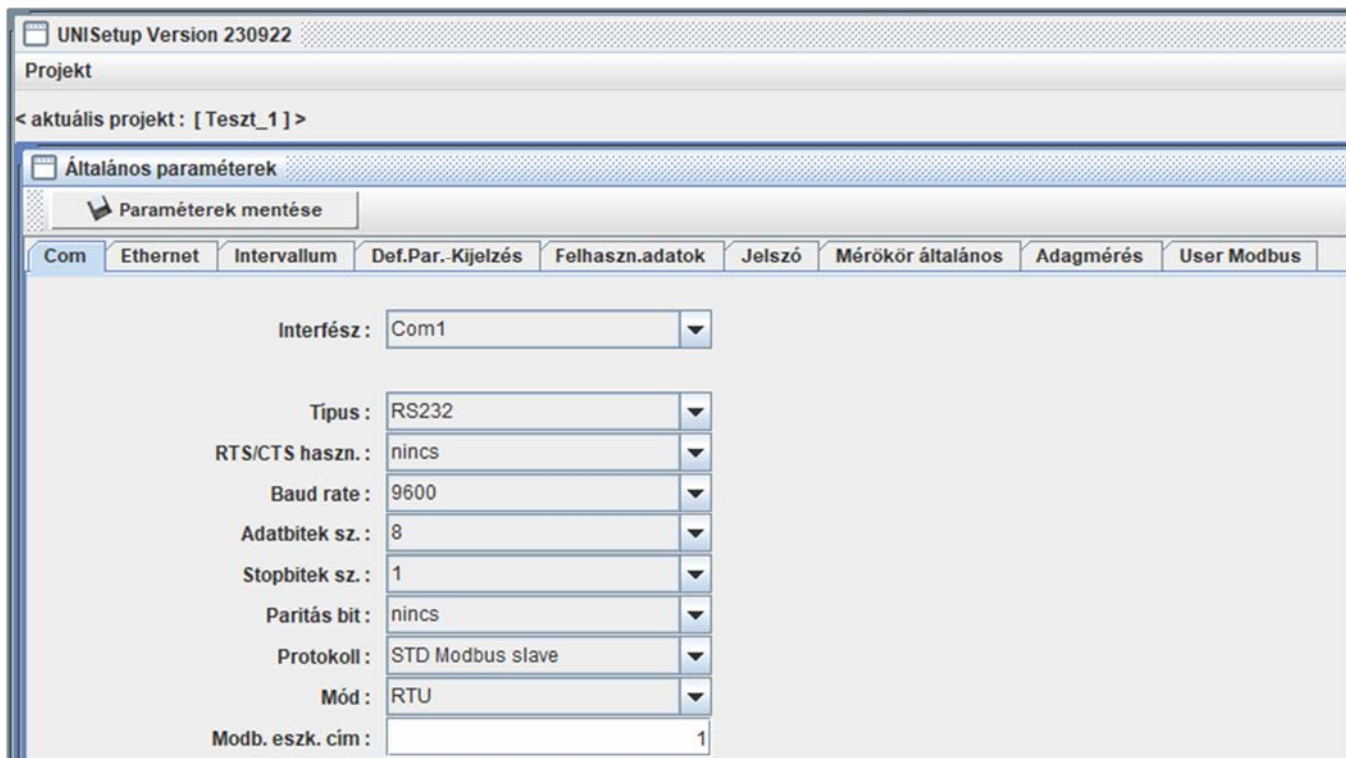 UNISetup Version 230922
Projekt
< aktuális projekt : [ Teszt_1 ] >
Általános paraméterek
Paraméterek mentése
Com Ethernet Intervallum Def.Par.-Kijelzés Felhaszn.adatok Jelszó Mérökör általános Adagmérés User Modbus
Interfész : Com1
Típus : RS232
RTS/CTS haszn. : nincs
Baud rate : 9600
Adatbitek sz. : 8
Stopbitek sz. : 1
Paritás bit : nincs
Protokoll : STD Modbus slave
Mód : RTU
Modb. eszk. cím : 1